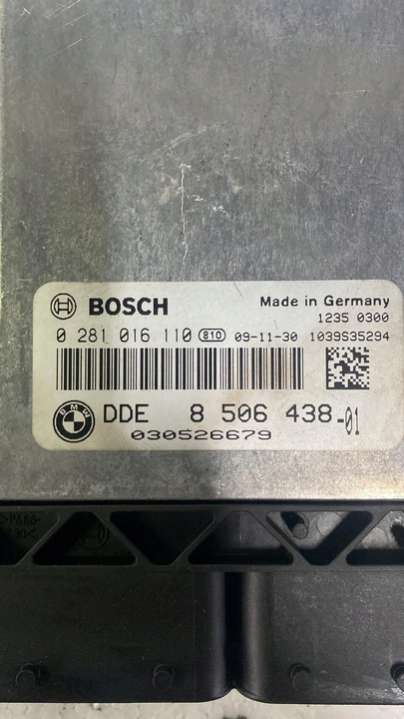 BOSCH Made in Germany
1235 0300
0 281 016 110 810 09-11-30 1039S35294
BMW DDE 8 506 438-01
030526679